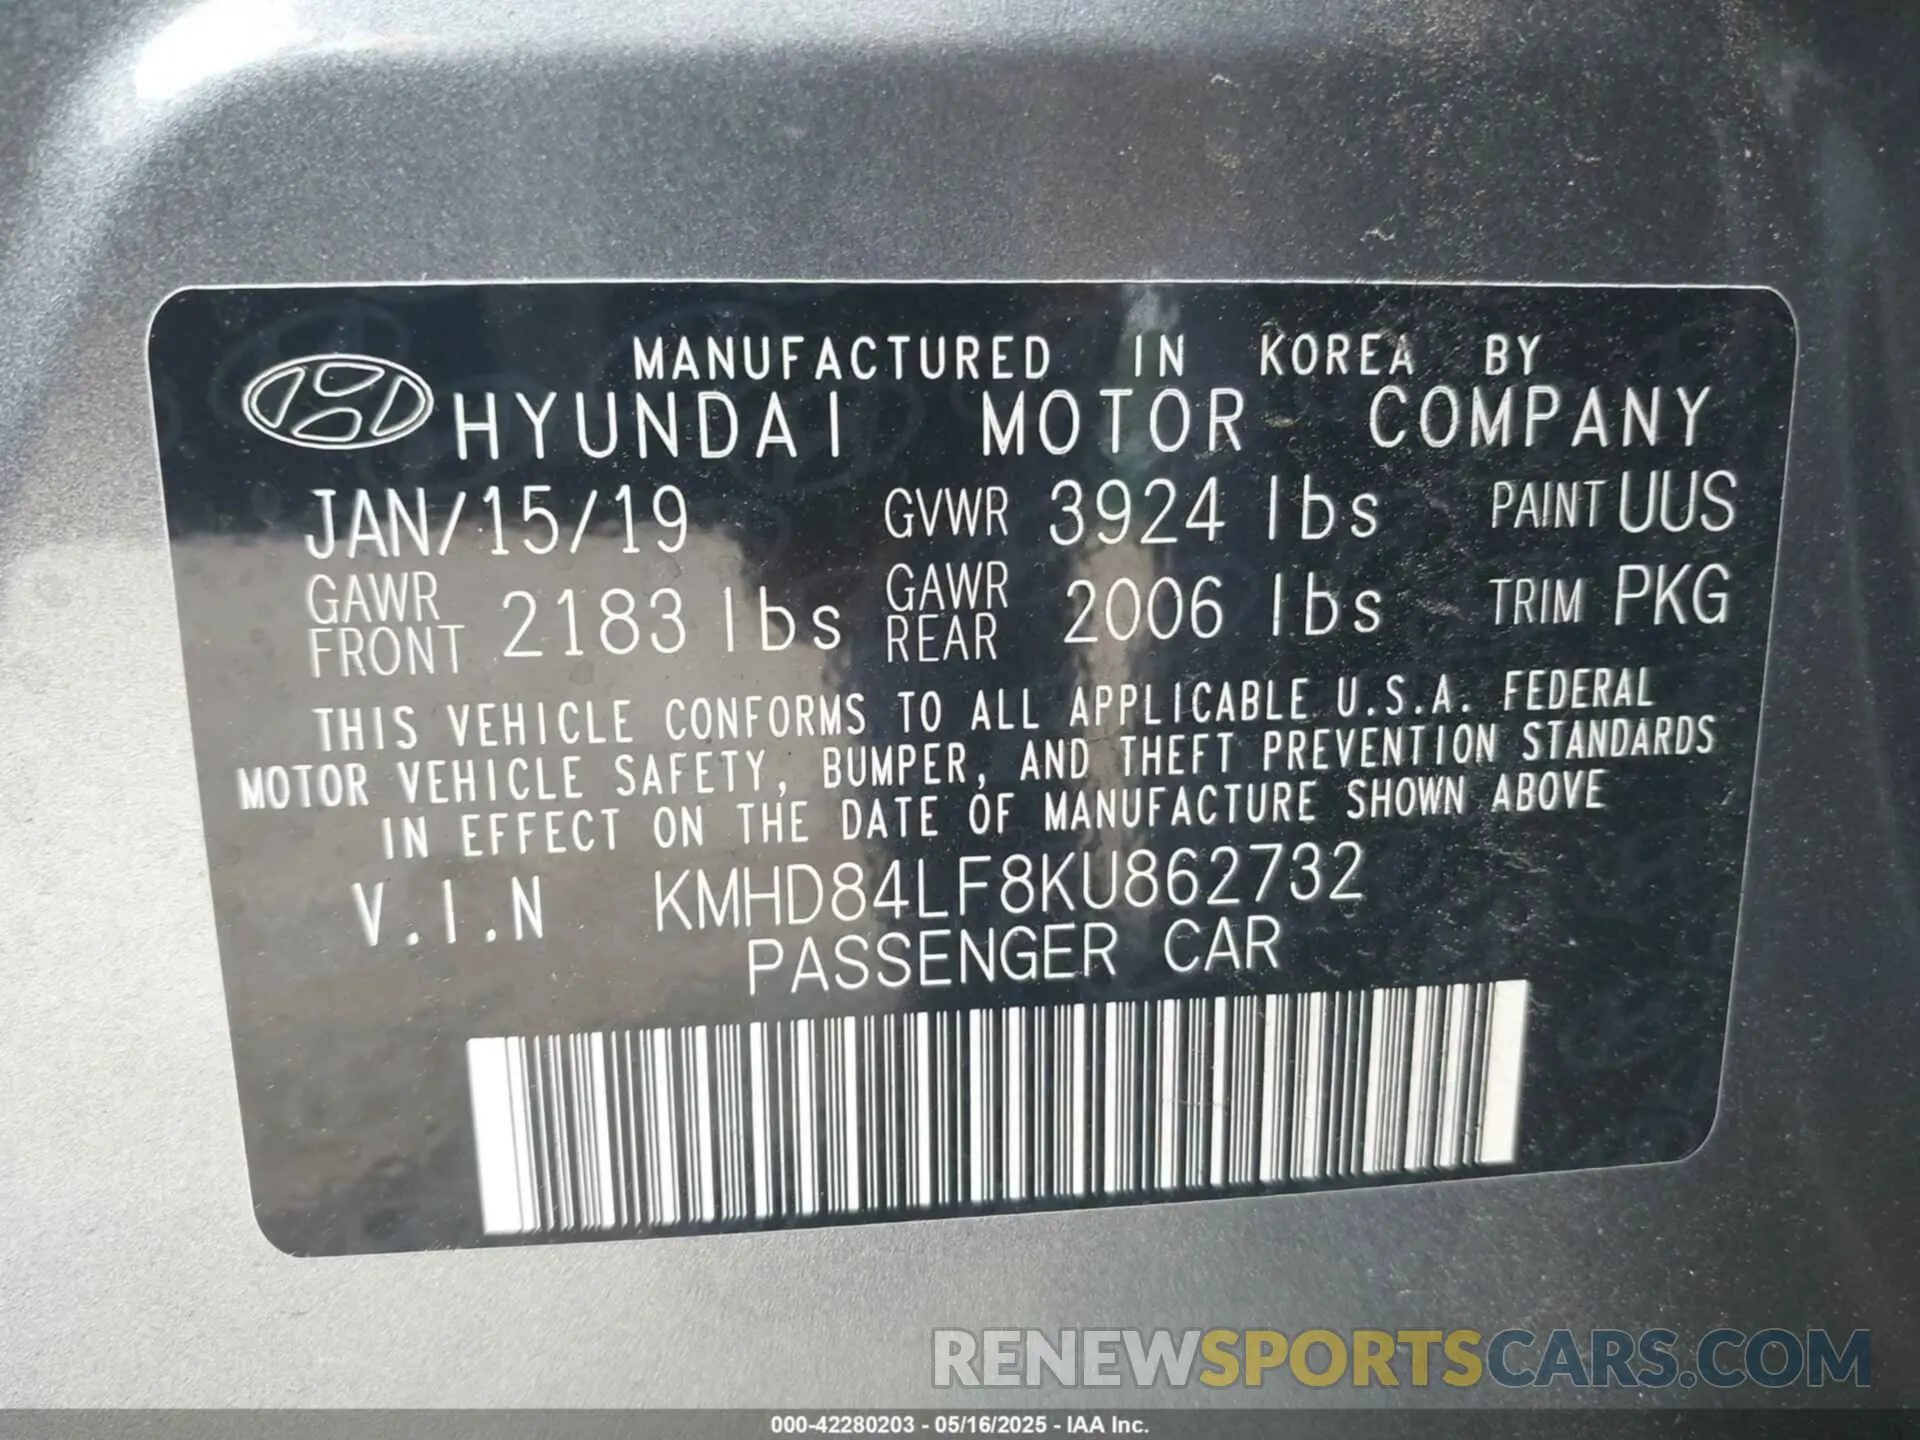 MANUFACTURED IN KOREA BY
HYUNDAI MOTOR COMPANY
JAN/15/19 GVWR 3924 lbs PAINT UUS
GAWR FRONT 2183 lbs GAWR REAR 2006 lbs TRIM PKG
THIS VEHICLE CONFORMS TO ALL APPLICABLE U.S.A. FEDERAL
MOTOR VEHICLE SAFETY, BUMPER, AND THEFT PREVENTION STANDARDS
IN EFFECT ON THE DATE OF MANUFACTURE SHOWN ABOVE
V.I.N KMHD84LF8KU862732
PASSENGER CAR
RENEWSPORTSCARS.COM
000-42280203 - 05/16/2025 - IAA Inc.